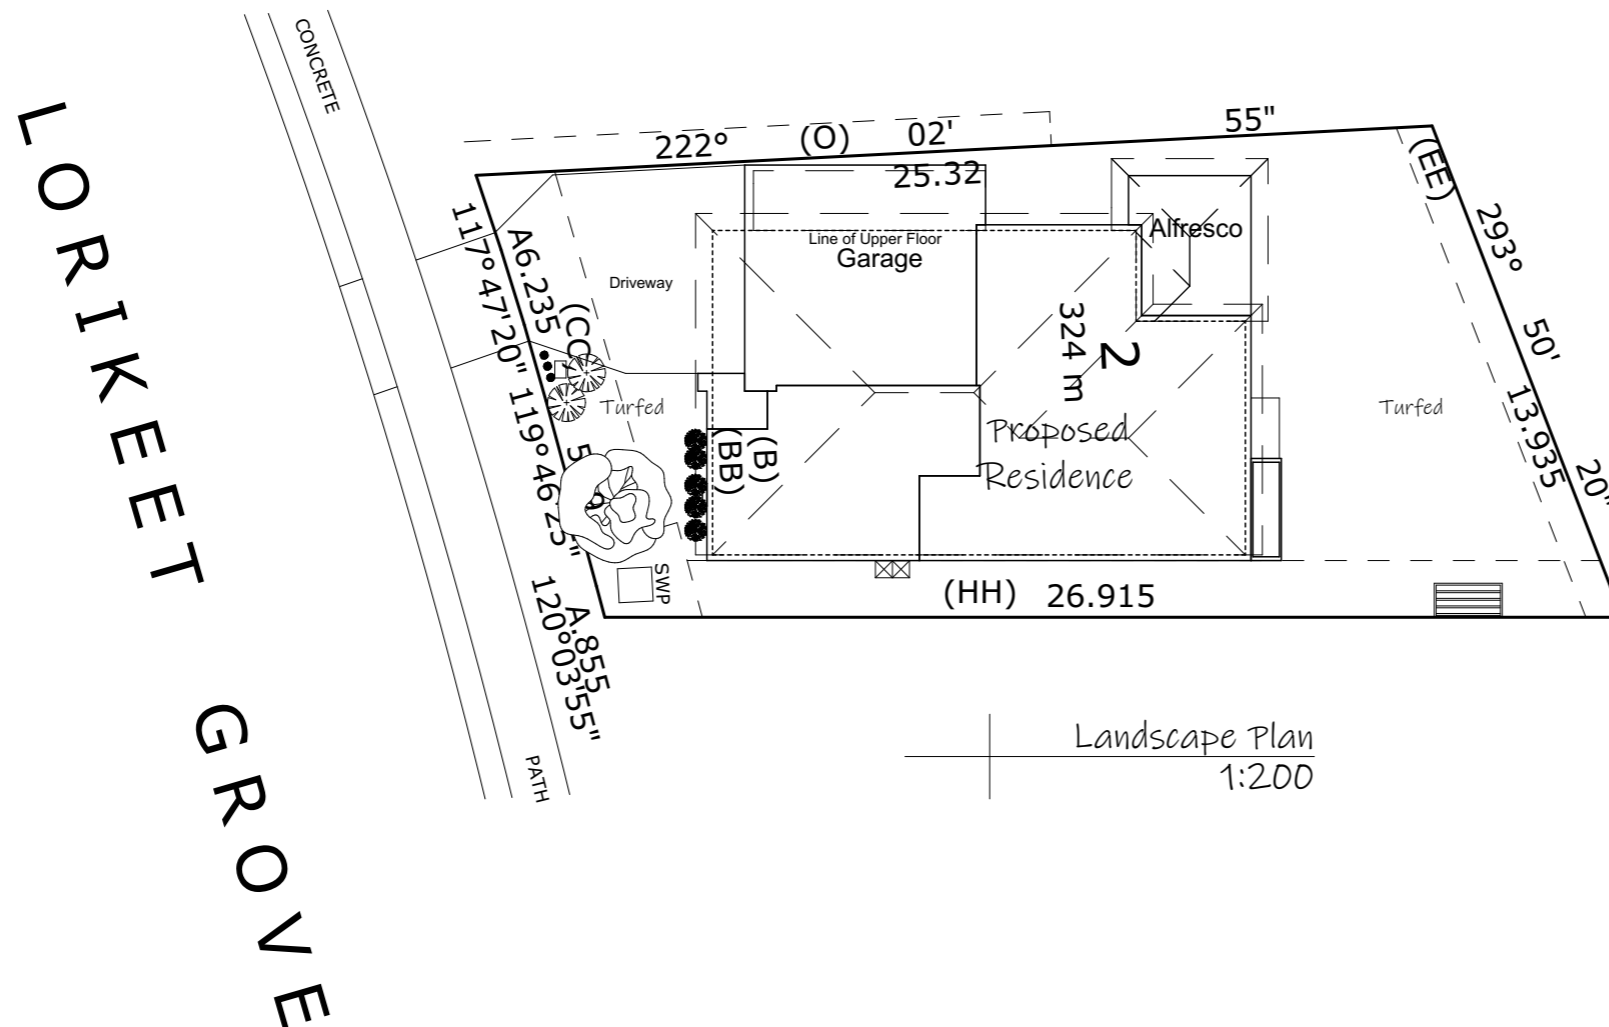 LORIKEET GROVE
CONCRETE
PATH
222° (O) 02' 55"
25.32
(EE)
293° 50' 20"
13.935
117° 47'20"
A6.235
(CC
119° 46'25"
120°03'55"
A.855
Driveway
Line of Upper Floor
Garage
Alfresco
2
324 m
Proposed
Residence
Turfed
Turfed
(BB)
(B)
SWP
(HH) 26.915
Landscape Plan
1:200